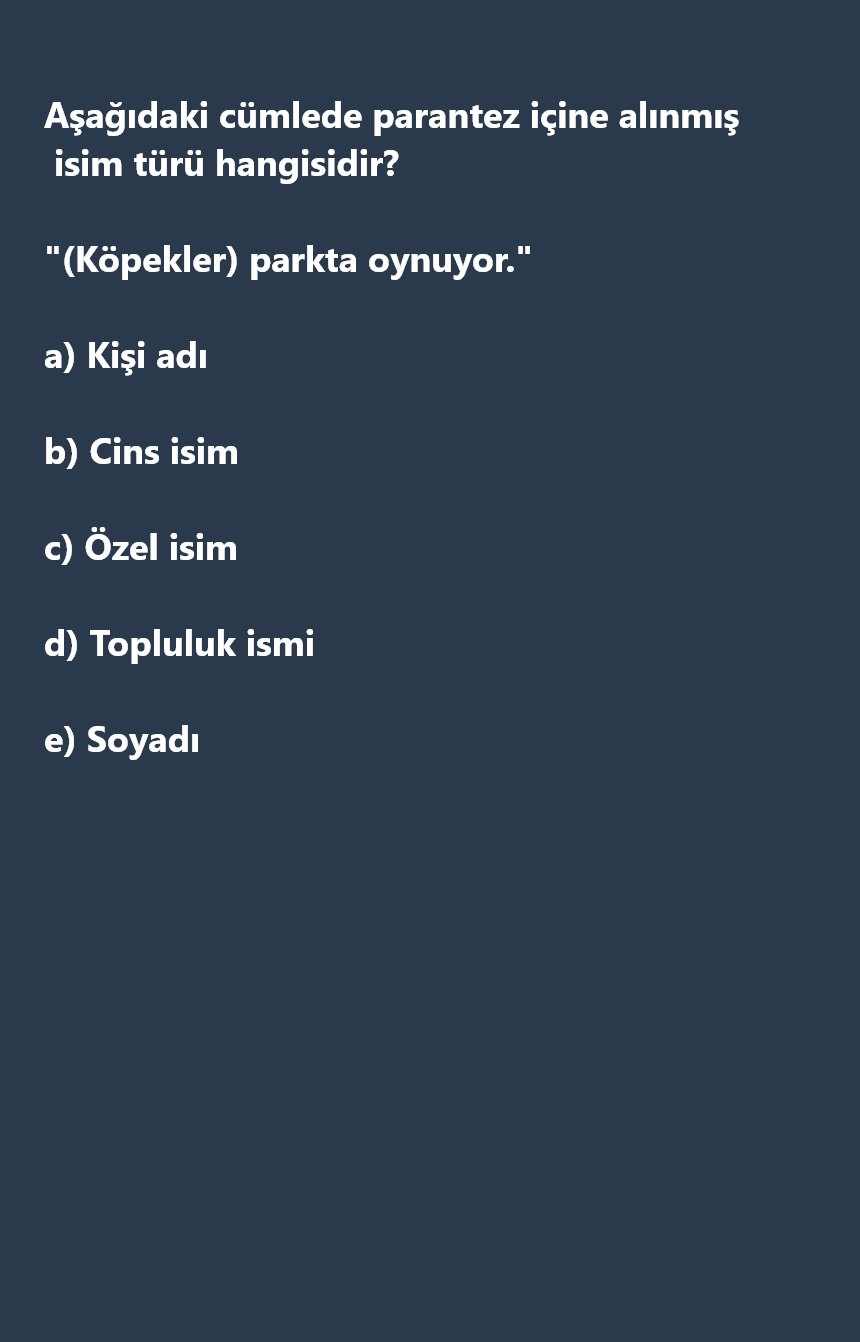 Aşağıdaki cümlede parantez içine alınmış
isim türü hangisidir?
"(Köpekler) parkta oynuyor."
a) Kişi adı
b) Cins isim
c) Özel isim
d) Topluluk ismi
e) Soyadı